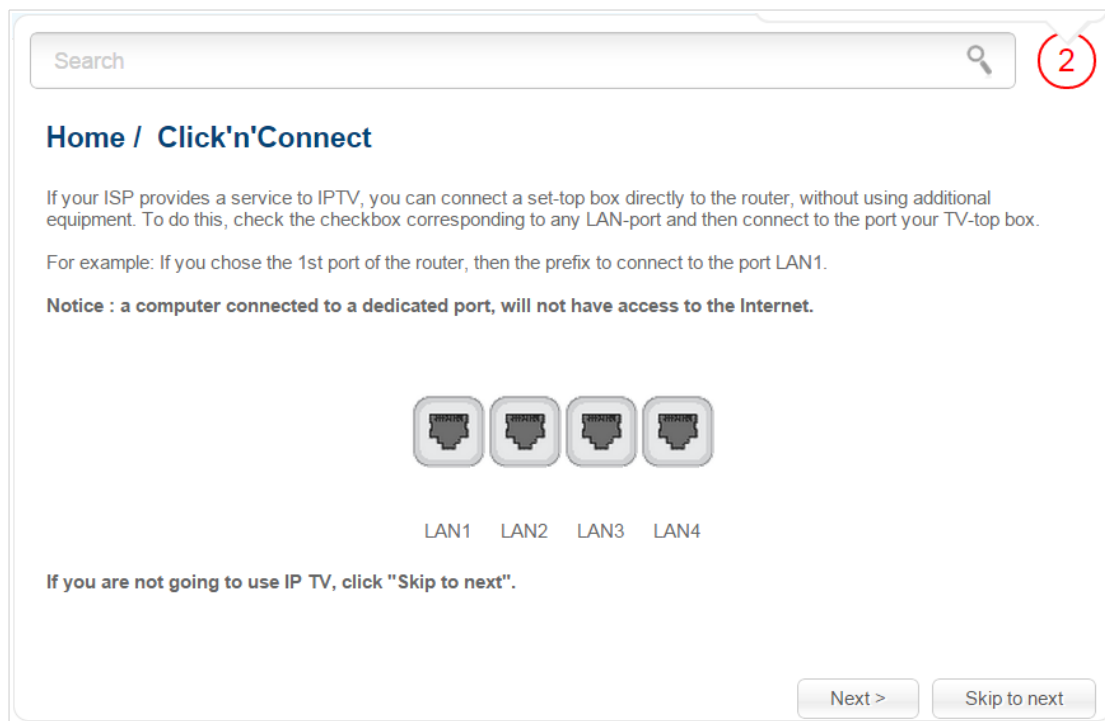 Search
2
Home / Click'n'Connect
If your ISP provides a service to IPTV, you can connect a set-top box directly to the router, without using additional
equipment. To do this, check the checkbox corresponding to any LAN-port and then connect to the port your TV-top box.
For example: If you chose the 1st port of the router, then the prefix to connect to the port LAN1.
Notice : a computer connected to a dedicated port, will not have access to the Internet.
LAN1 LAN2 LAN3 LAN4
If you are not going to use IP TV, click "Skip to next".
Next > Skip to next